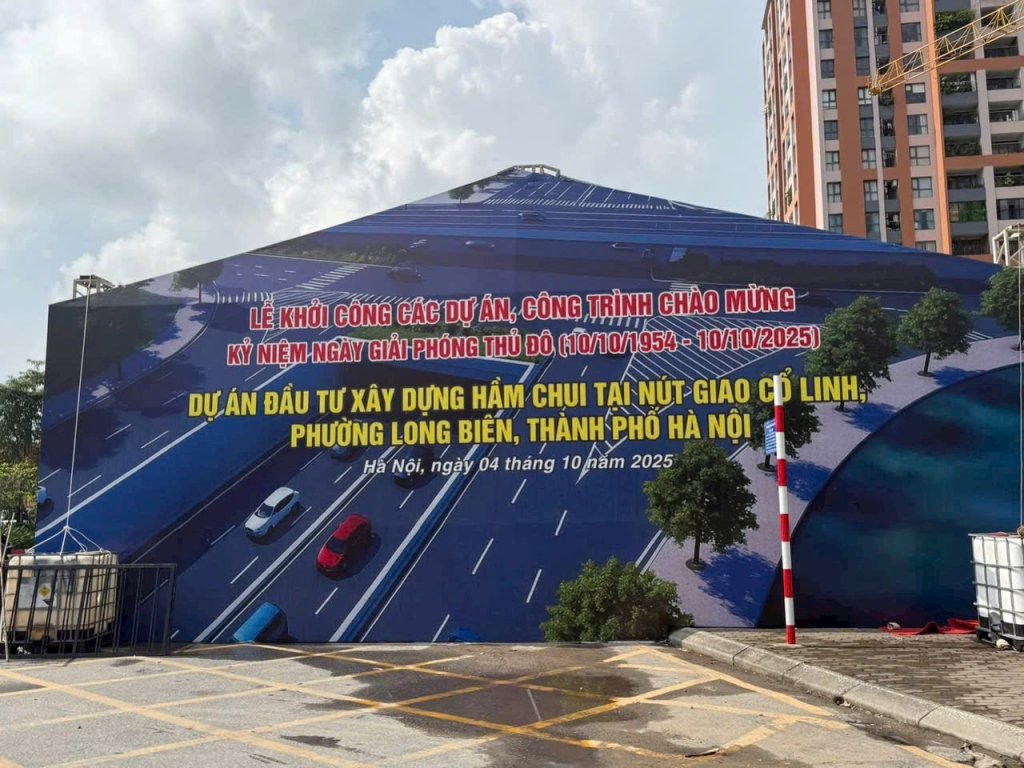 LỄ KHỞI CÔNG CÁC DỰ ÁN, CÔNG TRÌNH CHÀO MỪNG
KỶ NIỆM NGÀY GIẢI PHÓNG THỦ ĐÔ (10/10/1954 - 10/10/2025)
DỰ ÁN ĐẦU TƯ XÂY DỰNG HẦM CHUI TẠI NÚT GIAO CỔ LINH,
PHƯỜNG LONG BIÊN, THÀNH PHỐ HÀ NỘI
Hà Nội, ngày 04 tháng 10 năm 2025